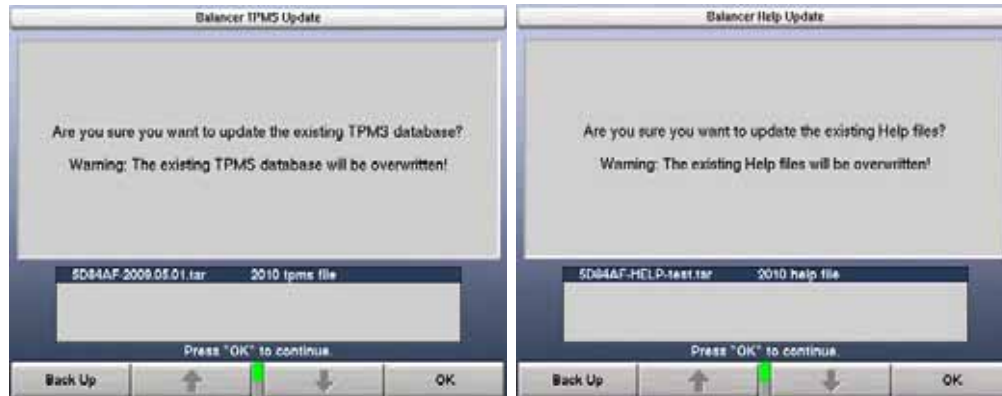 Balancer TPMS Update
Are you sure you want to update the existing TPMS database?
Warning: The existing TPMS database will be overwritten!
5D84AF-2009.05.01.tar 2010 tpms file
Press "OK" to continue.
Back Up OK
Balancer Help Update
Are you sure you want to update the existing Help files?
Warning: The existing Help files will be overwritten!
5D84AF-HELP-test.tar 2010 help file
Press "OK" to continue.
Back Up OK